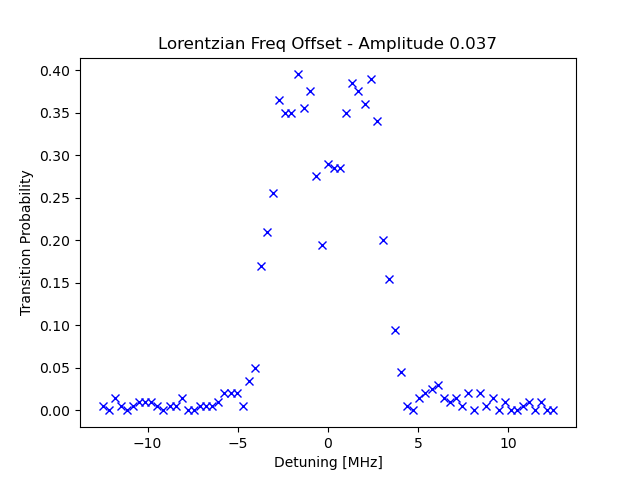 Lorentzian Freq Offset - Amplitude 0.037
0.40
0.35
0.30
0.25
0.20
0.15
0.10
0.05
0.00
Transition Probability
−10 −5 0 5 10
Detuning [MHz]